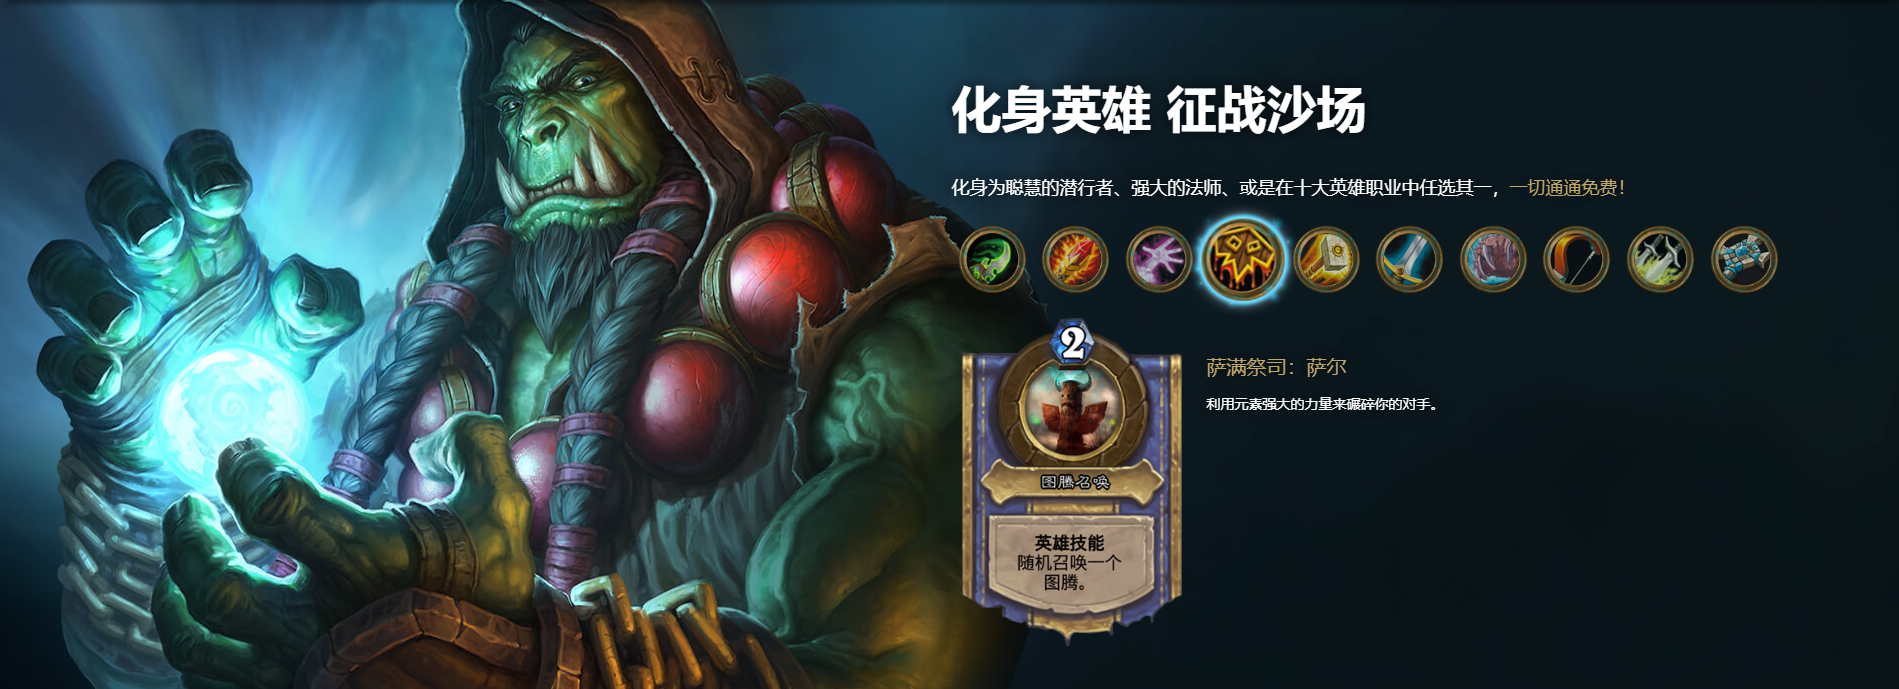 化身英雄 征战沙场
化身为聪慧的潜行者、强大的法师、或是在十大英雄职业中任选其一，一切通通免费！
2
图腾召唤
英雄技能
随机召唤一个
图腾。
萨满祭司：萨尔
利用元素强大的力量来碾碎你的对手。